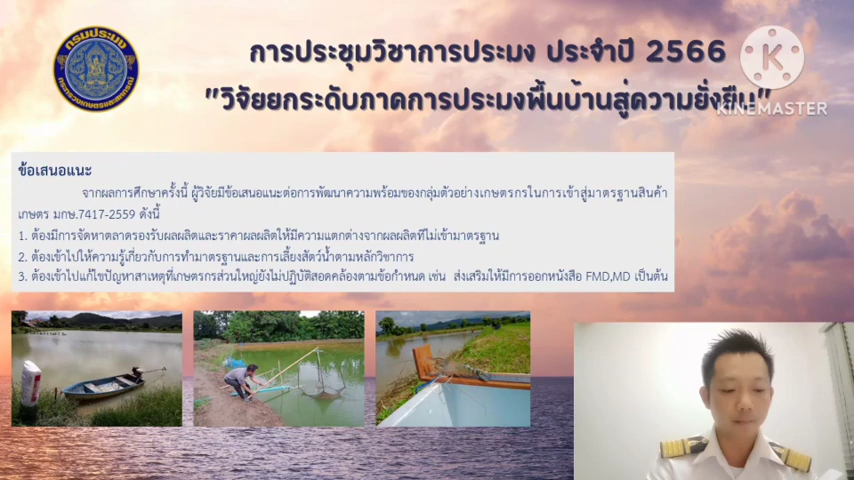 กรมประมง
กระทรวงเกษตรและสหกรณ์
การประชุมวิชาการประมง ประจำปี 2566
"วิจัยยกระดับภาคการประมงพื้นบ้านสู่ความยั่งยืน"
KINEMASTER
ข้อเสนอแนะ
จากผลการศึกษาครั้งนี้ ผู้วิจัยมีข้อเสนอแนะต่อการพัฒนาความพร้อมของกลุ่มตัวอย่างเกษตรกรในการเข้าสู่มาตรฐานสินค้า
เกษตร มกษ.7417-2559 ดังนี้
1. ต้องมีการจัดหาตลาดรองรับผลผลิตและราคาผลผลิตให้มีความแตกต่างจากผลผลิตที่ไม่เข้ามาตรฐาน
2. ต้องเข้าไปให้ความรู้เกี่ยวกับการทำมาตรฐานและการเลี้ยงสัตว์น้ำตามหลักวิชาการ
3. ต้องเข้าไปแก้ไขปัญหาสาเหตุที่เกษตรกรส่วนใหญ่ยังไม่ปฏิบัติสอดคล้องตามข้อกำหนด เช่น ส่งเสริมให้มีการออกหนังสือ FMD,MD เป็นต้น